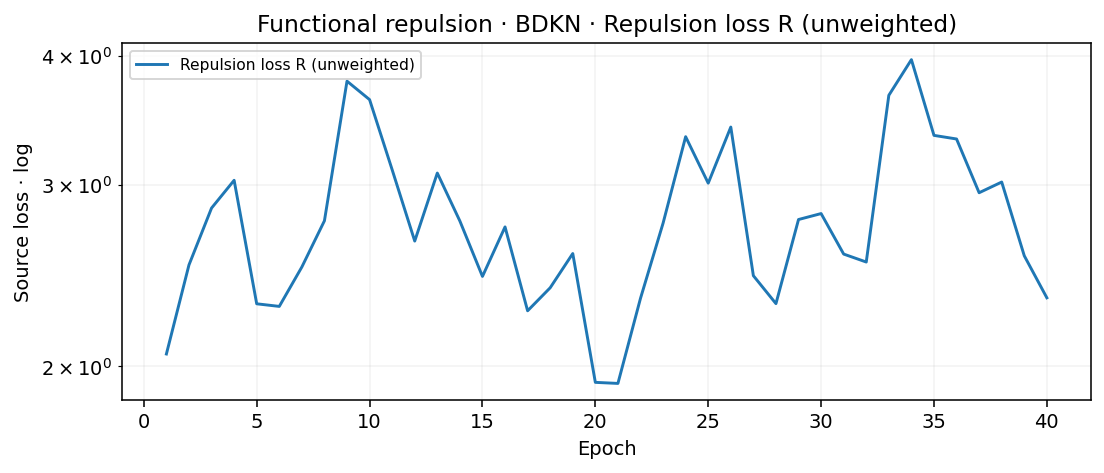 Functional repulsion · BDKN · Repulsion loss R (unweighted)
Repulsion loss R (unweighted)
Source loss · log
4 × 10⁰
3 × 10⁰
2 × 10⁰
0 5 10 15 20 25 30 35 40
Epoch